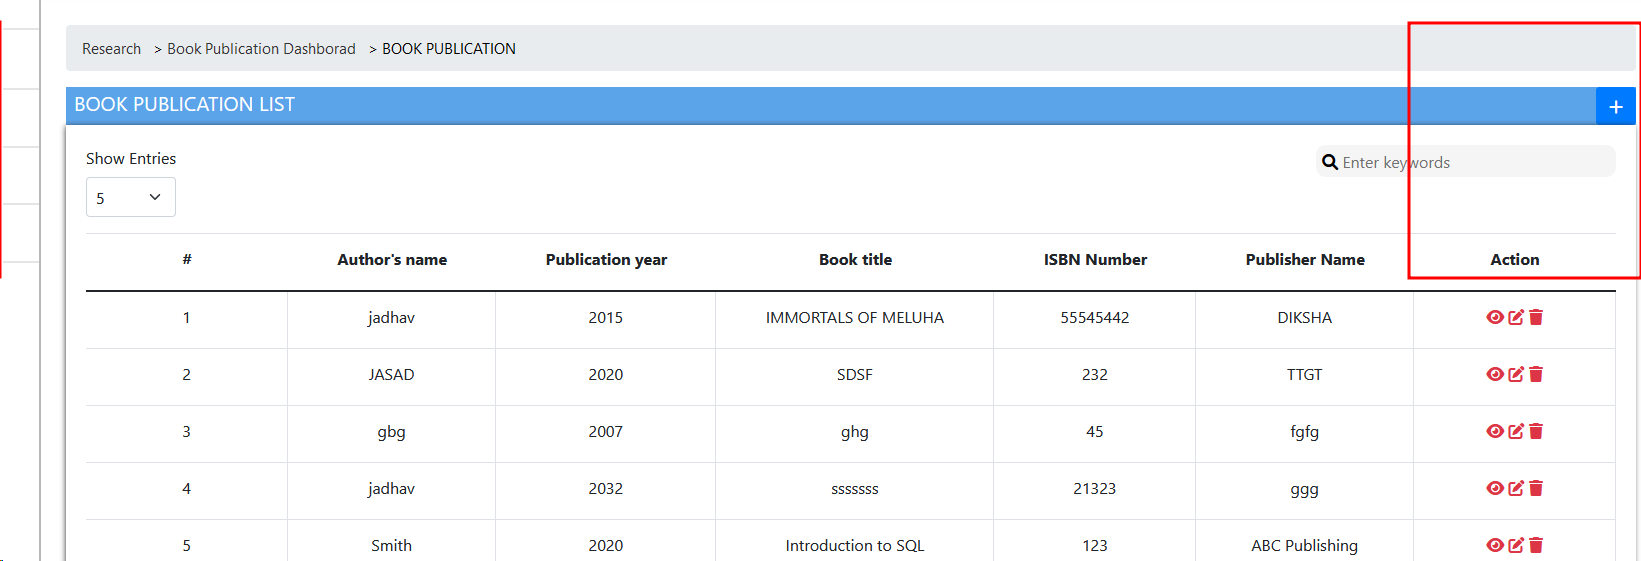 Research > Book Publication Dashborad > BOOK PUBLICATION
BOOK PUBLICATION LIST +
Show Entries
Enter keywords
5
# Author's name Publication year Book title ISBN Number Publisher Name Action
1 jadhav 2015 IMMORTALS OF MELUHA 55545442 DIKSHA
2 JASAD 2020 SDSF 232 TTGT
3 gbg 2007 ghg 45 fgfg
4 jadhav 2032 sssssss 21323 ggg
5 Smith 2020 Introduction to SQL 123 ABC Publishing